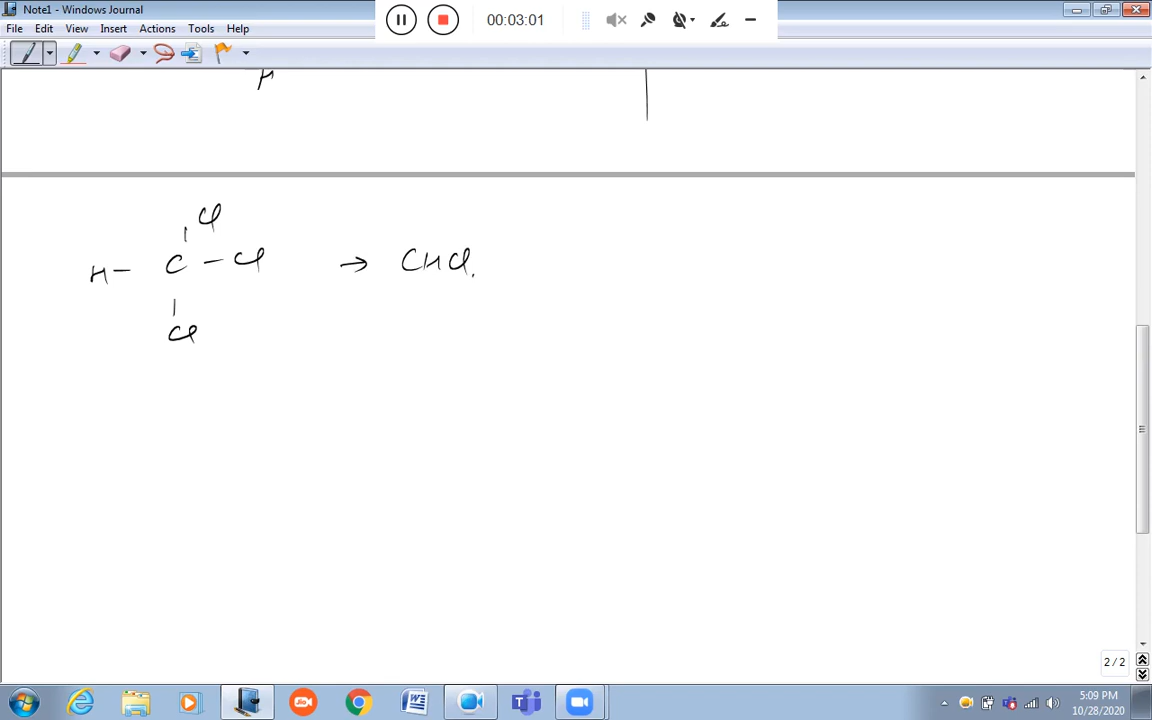 Note1 - Windows Journal
00:03:01
File Edit View Insert Actions Tools Help
H
Cl
H – C – Cl → CHCl
Cl
2 / 2
5:09 PM
10/28/2020